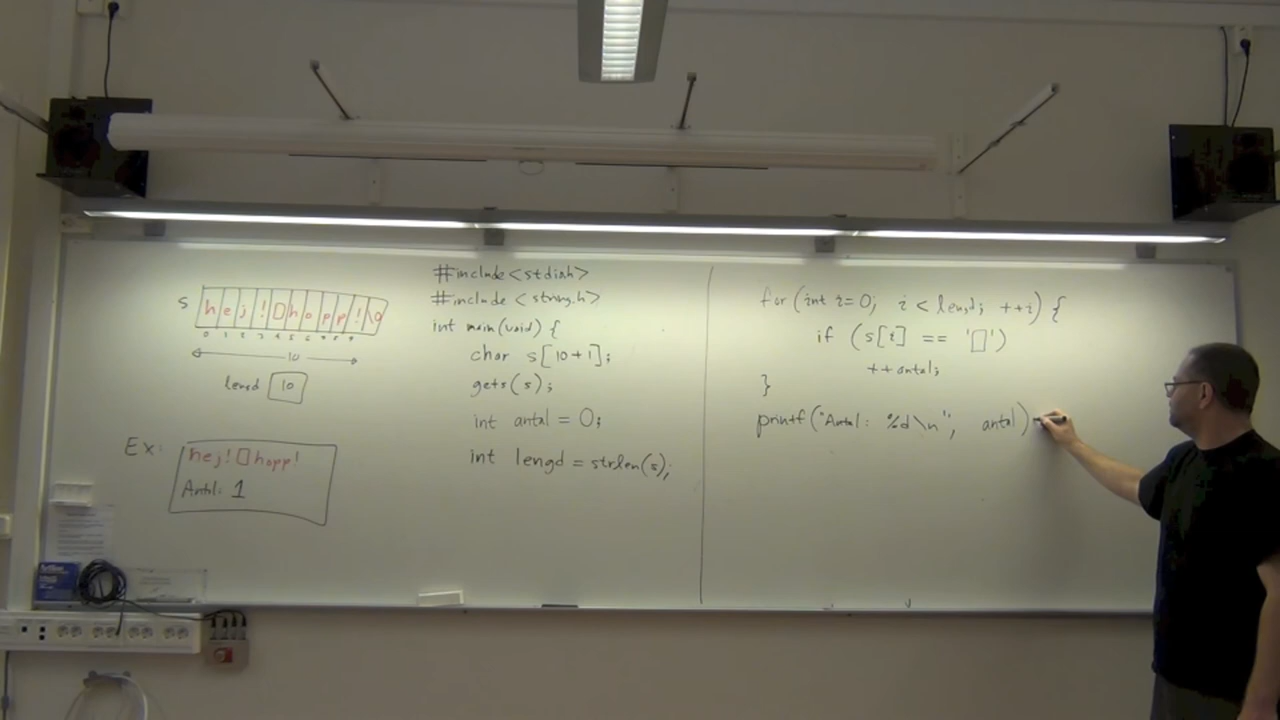 s h e j ! □ h o p p ! \0
0 1 2 3 4 5 6 7 8 9
10
lengd 10
Ex:
hej!□hopp!
Antal: 1
#include <stdio.h>
#include <string.h>
int main(void) {
char s[10+1];
gets(s);
int antal = 0;
int lengd = strlen(s);
for (int i=0; i < lengd; ++i) {
if (s[i] == '□')
++antal;
}
printf("Antal: %d\n", antal)